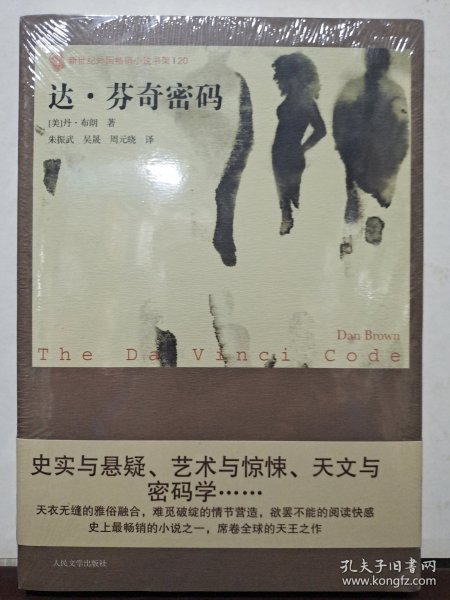 新世纪外国畅销小说书架 | 20
达·芬奇密码
[美]丹·布朗 著
朱振武 吴晟 周元晓 译
Dan Brown
The Da Vinci Code
史实与悬疑、艺术与惊悚、天文与
密码学……
天衣无缝的雅俗融合，难觅破绽的情节营造，欲罢不能的阅读快感
史上最畅销的小说之一，席卷全球的天王之作
人民文学出版社
孔夫子旧书网
www.kongfz.com